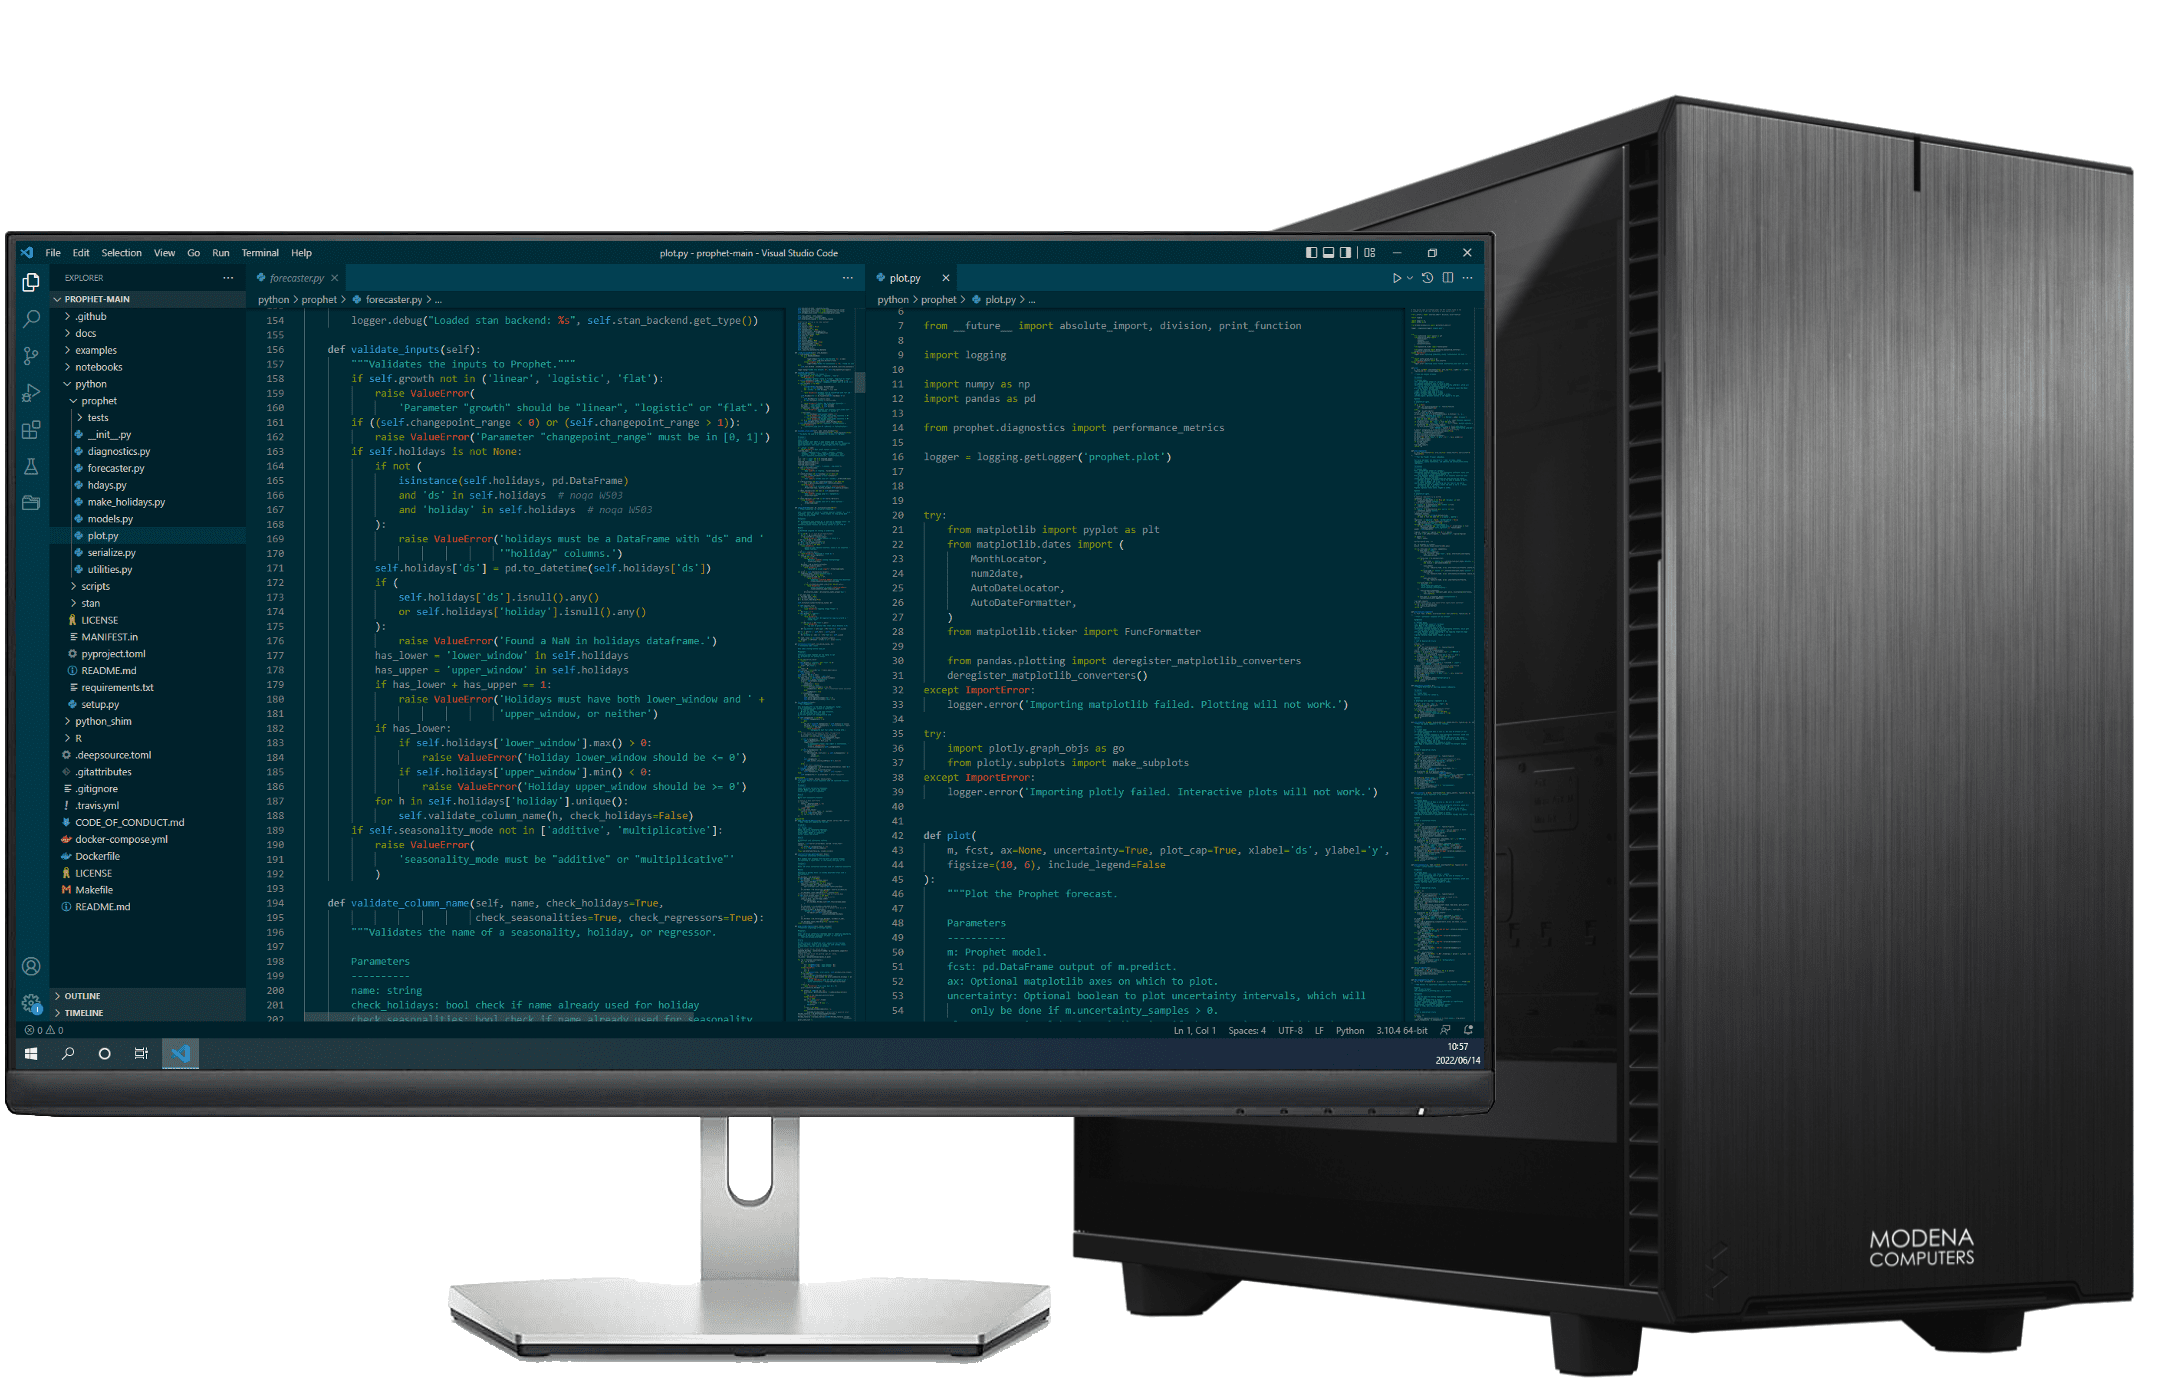 File Edit Selection View Go Run Terminal Help
plot.py - prophet-main - Visual Studio Code
EXPLORER
PROPHET-MAIN
.github
docs
examples
notebooks
python
prophet
tests
__init__.py
diagnostics.py
forecaster.py
hdays.py
make_holidays.py
models.py
plot.py
serialize.py
utilities.py
scripts
stan
LICENSE
MANIFEST.in
pyproject.toml
README.md
requirements.txt
setup.py
python_shim
R
.deepsource.toml
.gitattributes
.gitignore
.travis.yml
CODE_OF_CONDUCT.md
docker-compose.yml
Dockerfile
LICENSE
Makefile
README.md
OUTLINE
TIMELINE
forecaster.py
python > prophet > forecaster.py > ...
154 logger.debug("Loaded stan backend: %s", self.stan_backend.get_type())
155
156 def validate_inputs(self):
157 """Validates the inputs to Prophet."""
158 if self.growth not in ('linear', 'logistic', 'flat'):
159 raise ValueError(
160 'Parameter "growth" should be "linear", "logistic" or "flat".')
161 if ((self.changepoint_range < 0) or (self.changepoint_range > 1)):
162 raise ValueError('Parameter "changepoint_range" must be in [0, 1]')
163 if self.holidays is not None:
164 if not (
165 isinstance(self.holidays, pd.DataFrame)
166 and 'ds' in self.holidays # noqa W503
167 and 'holiday' in self.holidays # noqa W503
168 ):
169 raise ValueError('holidays must be a DataFrame with "ds" and '
170 '"holiday" columns.')
171 self.holidays['ds'] = pd.to_datetime(self.holidays['ds'])
172 if (
173 self.holidays['ds'].isnull().any()
174 or self.holidays['holiday'].isnull().any()
175 ):
176 raise ValueError('Found a NaN in holidays dataframe.')
177 has_lower = 'lower_window' in self.holidays
178 has_upper = 'upper_window' in self.holidays
179 if has_lower + has_upper == 1:
180 raise ValueError('Holidays must have both lower_window and ' +
181 'upper_window, or neither')
182 if has_lower:
183 if self.holidays['lower_window'].max() > 0:
184 raise ValueError('Holiday lower_window should be <= 0')
185 if self.holidays['upper_window'].min() < 0:
186 raise ValueError('Holiday upper_window should be >= 0')
187 for h in self.holidays['holiday'].unique():
188 self.validate_column_name(h, check_holidays=False)
189 if self.seasonality_mode not in ['additive', 'multiplicative']:
190 raise ValueError(
191 'seasonality_mode must be "additive" or "multiplicative"'
192 )
193
194 def validate_column_name(self, name, check_holidays=True,
195 check_seasonalities=True, check_regressors=True):
196 """Validates the name of a seasonality, holiday, or regressor.
197
198 Parameters
199 ----------
200 name: string
201 check_holidays: bool check if name already used for holiday
202 check_seasonalities: bool check if name already used for seasonality
plot.py
python > prophet > plot.py > ...
6
7 from __future__ import absolute_import, division, print_function
8
9 import logging
10
11 import numpy as np
12 import pandas as pd
13
14 from prophet.diagnostics import performance_metrics
15
16 logger = logging.getLogger('prophet.plot')
17
18
19
20 try:
21 from matplotlib import pyplot as plt
22 from matplotlib.dates import (
23 MonthLocator,
24 num2date,
25 AutoDateLocator,
26 AutoDateFormatter,
27 )
28 from matplotlib.ticker import FuncFormatter
29
30 from pandas.plotting import deregister_matplotlib_converters
31 deregister_matplotlib_converters()
32 except ImportError:
33 logger.error('Importing matplotlib failed. Plotting will not work.')
34
35 try:
36 import plotly.graph_objs as go
37 from plotly.subplots import make_subplots
38 except ImportError:
39 logger.error('Importing plotly failed. Interactive plots will not work.')
40
41
42 def plot(
43 m, fcst, ax=None, uncertainty=True, plot_cap=True, xlabel='ds', ylabel='y',
44 figsize=(10, 6), include_legend=False
45 ):
46 """Plot the Prophet forecast.
47
48 Parameters
49 ----------
50 m: Prophet model.
51 fcst: pd.DataFrame output of m.predict.
52 ax: Optional matplotlib axes on which to plot.
53 uncertainty: Optional boolean to plot uncertainty intervals, which will
54 only be done if m.uncertainty_samples > 0.
0 0
Ln 1, Col 1 Spaces: 4 UTF-8 LF Python 3.10.4 64-bit
10:57
2022/06/14
MODENA
COMPUTERS